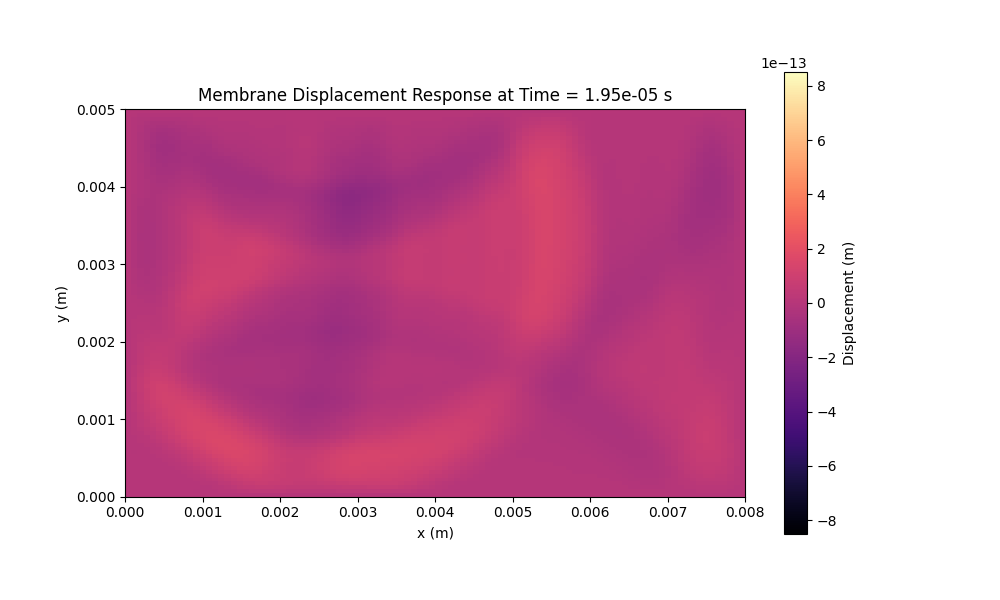 1e−13
Membrane Displacement Response at Time = 1.95e-05 s
0.005
0.004
0.003
0.002
0.001
0.000
y (m)
0.000 0.001 0.002 0.003 0.004 0.005 0.006 0.007 0.008
x (m)
8
6
4
2
0
−2
−4
−6
−8
Displacement (m)